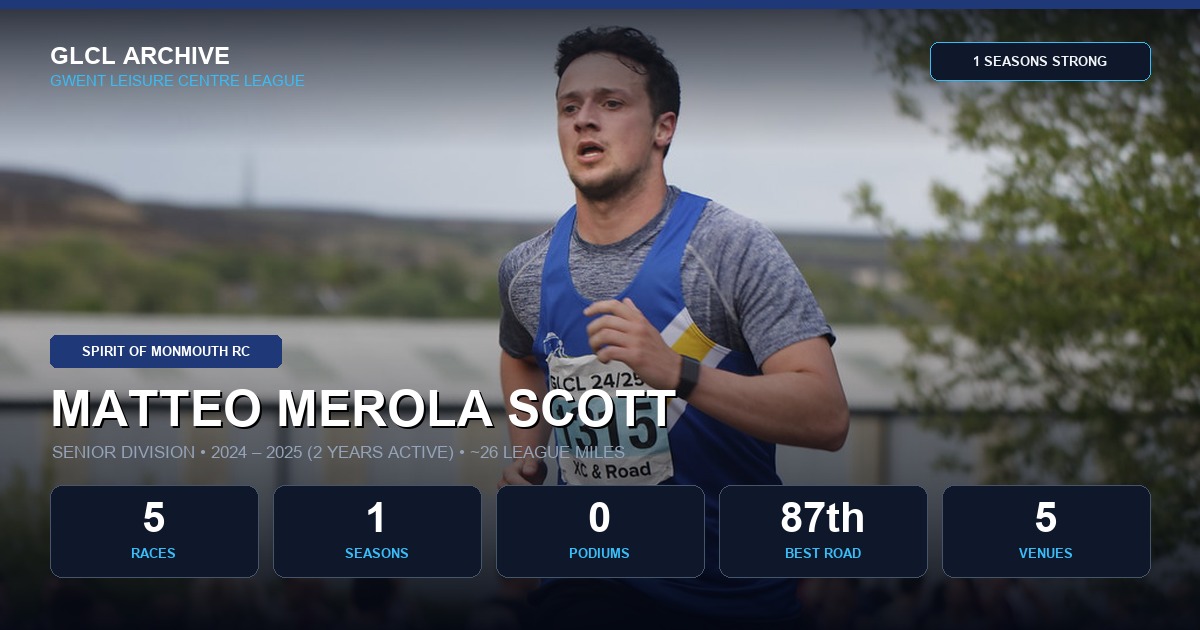 GLCL ARCHIVE
GWENT LEISURE CENTRE LEAGUE
1 SEASONS STRONG
SPIRIT OF MONMOUTH RC
MATTEO MEROLA SCOTT
SENIOR DIVISION • 2024 – 2025 (2 YEARS ACTIVE) • ~26 LEAGUE MILES
GLCL 24/25
1315
XC & Road
5
RACES
1
SEASONS
0
PODIUMS
87th
BEST ROAD
5
VENUES